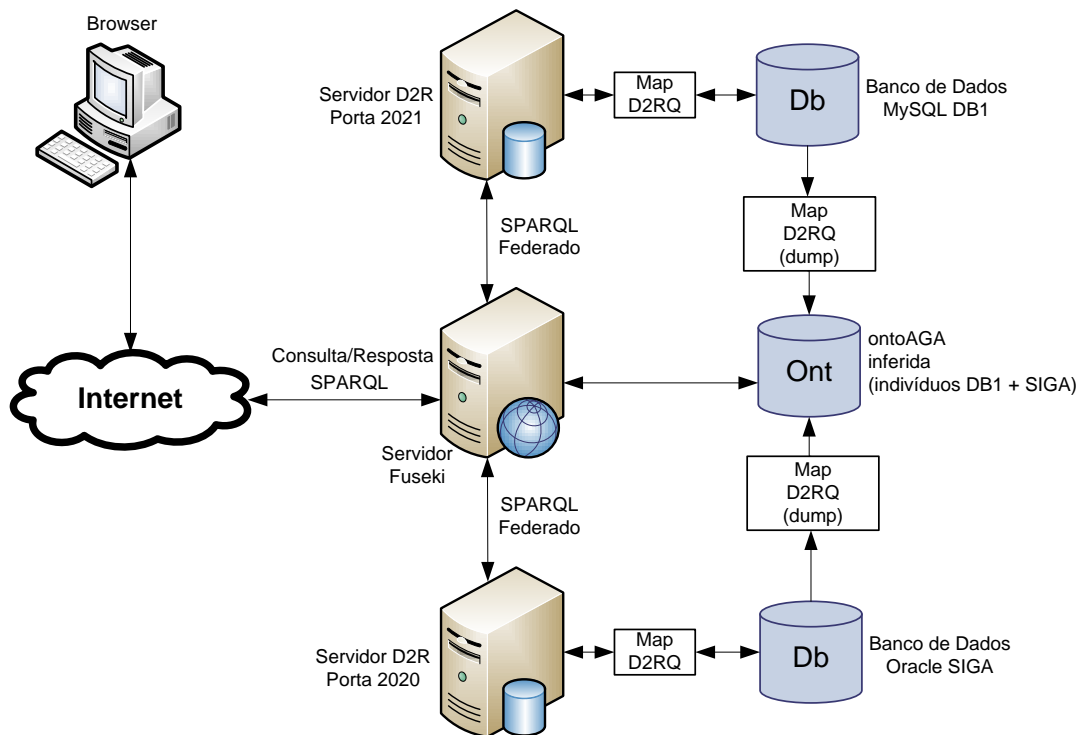 Browser
Servidor D2R
Porta 2021
Map
D2RQ
Db
Banco de Dados
MySQL DB1
SPARQL
Federado
Map
D2RQ
(dump)
Internet
Consulta/Resposta
SPARQL
Servidor
Fuseki
Ont
ontoAGA
inferida
(indivíduos DB1 + SIGA)
SPARQL
Federado
Map
D2RQ
(dump)
Servidor D2R
Porta 2020
Map
D2RQ
Db
Banco de Dados
Oracle SIGA